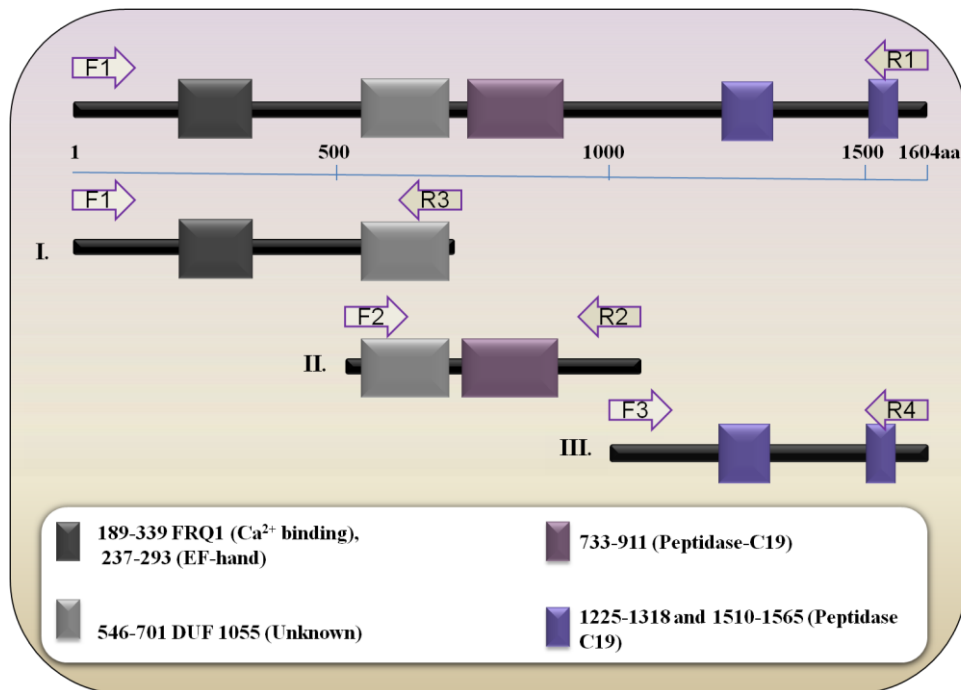 F1 R1
1 500 1000 1500 1604aa
F1 R3
I.
F2 R2
II.
F3 R4
III.
189-339 FRQ1 (Ca²⁺ binding),
237-293 (EF-hand)
733-911 (Peptidase-C19)
546-701 DUF 1055 (Unknown)
1225-1318 and 1510-1565 (Peptidase
C19)